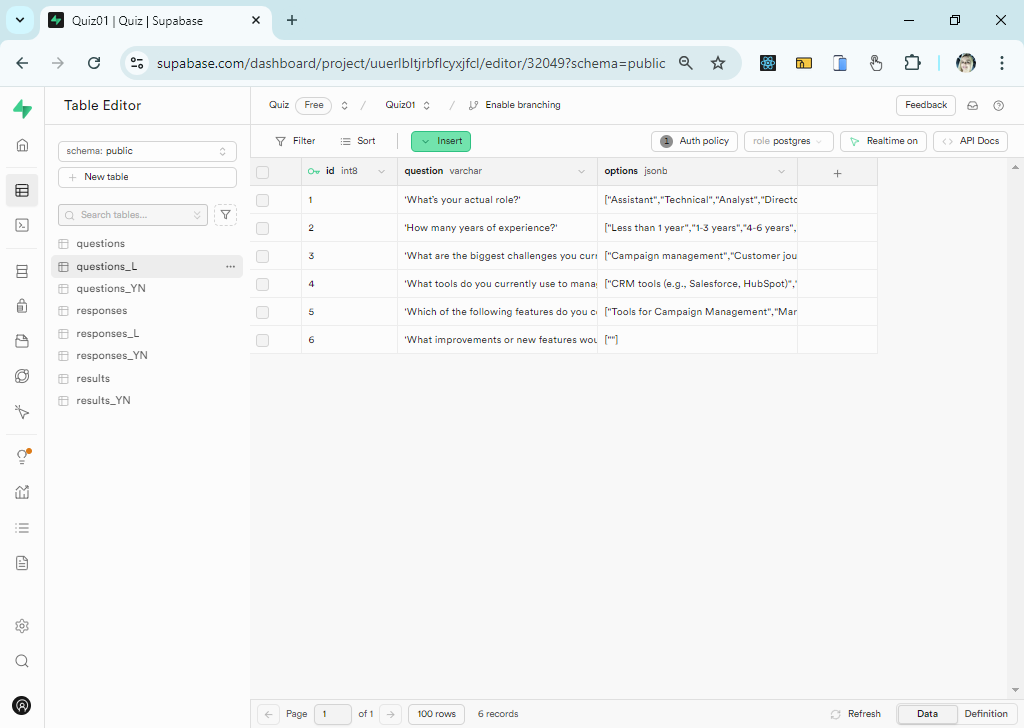 Quiz01 | Quiz | Supabase
supabase.com/dashboard/project/uuerlbltjrbflcyxjfcl/editor/32049?schema=public
Table Editor
Quiz Free / Quiz01 / Enable branching
Feedback
schema: public
New table
Search tables...
questions
questions_L
questions_YN
responses
responses_L
responses_YN
results
results_YN
Filter Sort Insert
1 Auth policy role postgres Realtime on API Docs
id int8 question varchar options jsonb
1 'What's your actual role?' ["Assistant","Technical","Analyst","Directo
2 'How many years of experience?' ["Less than 1 year","1-3 years","4-6 years",
3 'What are the biggest challenges you curr ["Campaign management","Customer jou
4 'What tools do you currently use to mana ["CRM tools (e.g., Salesforce, HubSpot)","
5 'Which of the following features do you c ["Tools for Campaign Management","Mar
6 'What improvements or new features wou [""]
Page 1 of 1 100 rows 6 records
Refresh Data Definition